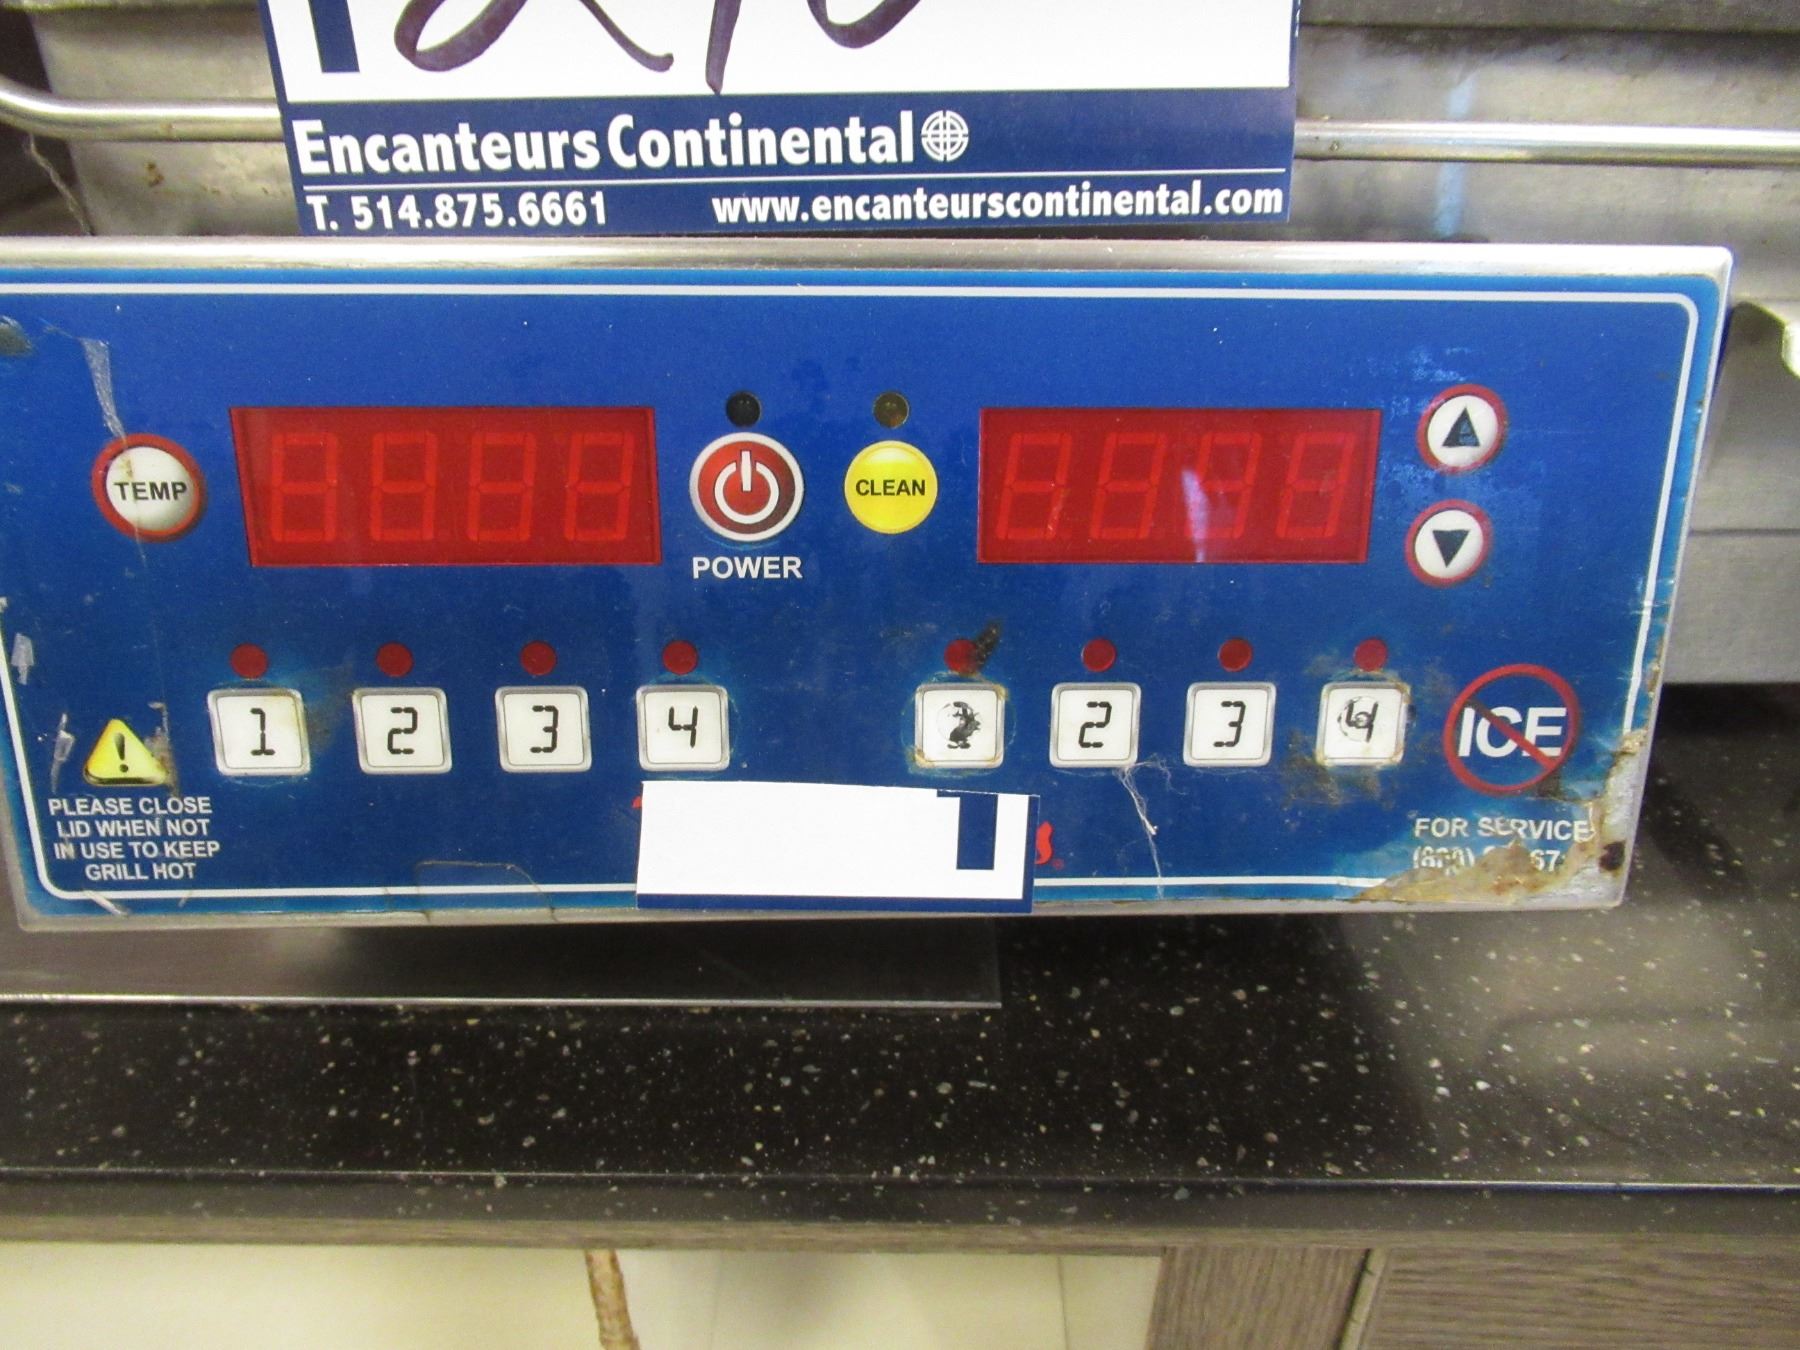 Encanteurs Continental
T. 514.875.6661 www.encanteurscontinental.com
TEMP
POWER
CLEAN
1 2 3 4
2 3 4
ICE
PLEASE CLOSE
LID WHEN NOT
IN USE TO KEEP
GRILL HOT
FOR SERVICE